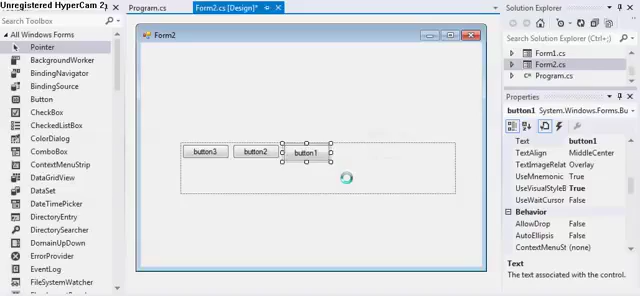 Unregistered HyperCam 2
Program.cs
Form2.cs [Design]*
Solution Explorer
Search Toolbox
Search Solution Explorer (Ctrl+;)
All Windows Forms
Pointer
BackgroundWorker
BindingNavigator
BindingSource
Button
CheckBox
CheckedListBox
ColorDialog
ComboBox
ContextMenuStrip
DataGridView
DataSet
DateTimePicker
DirectoryEntry
DirectorySearcher
DomainUpDown
ErrorProvider
EventLog
FileSystemWatcher
Form2
button3
button2
button1
Form1.cs
Form2.cs
Program.cs
Properties
button1 System.Windows.Forms.Bu
Text button1
TextAlign MiddleCenter
TextImageRelat Overlay
UseMnemonic True
UseVisualStyleB True
UseWaitCursor False
Behavior
AllowDrop False
AutoEllipsis False
ContextMenuSt (none)
Text
The text associated with the control.